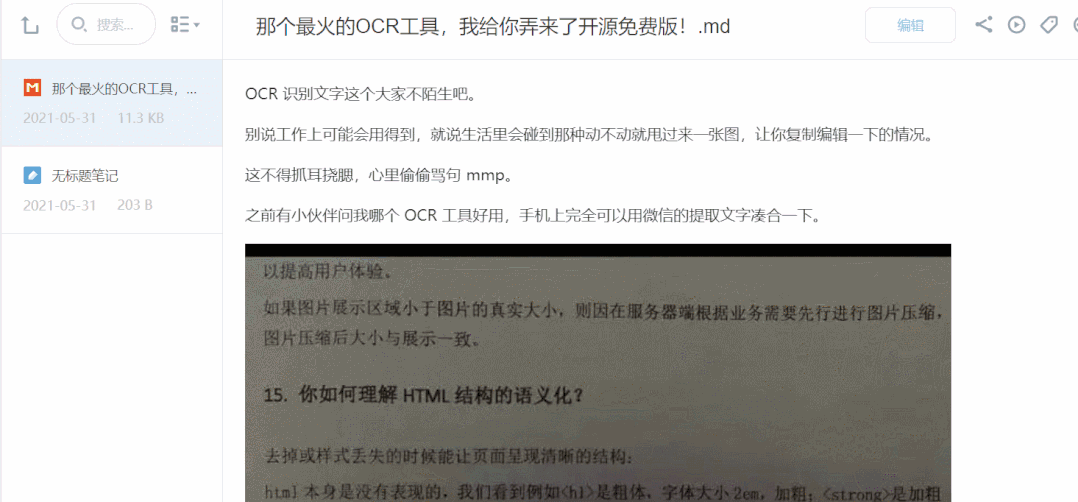 搜索...
那个最火的OCR工具，我给你弄来了开源免费版！.md
编辑
那个最火的OCR工具，...
2021-05-31 11.3 KB
无标题笔记
2021-05-31 203 B
OCR 识别文字这个大家不陌生吧。
别说工作上可能会用得到，就说生活里会碰到那种动不动就甩过来一张图，让你复制编辑一下的情况。
这不得抓耳挠腮，心里偷偷骂句 mmp。
之前有小伙伴问我哪个 OCR 工具好用，手机上完全可以用微信的提取文字凑合一下。
以提高用户体验。
如果图片展示区域小于图片的真实大小，则因在服务器端根据业务需要先行进行图片压缩，
图片压缩后大小与展示一致。
15. 你如何理解 HTML 结构的语义化？
去掉或样式丢失的时候能让页面呈现清晰的结构：
html 本身是没有表现的，我们看到例如<h1>是粗体，字体大小 2em，加粗；<strong>是加粗